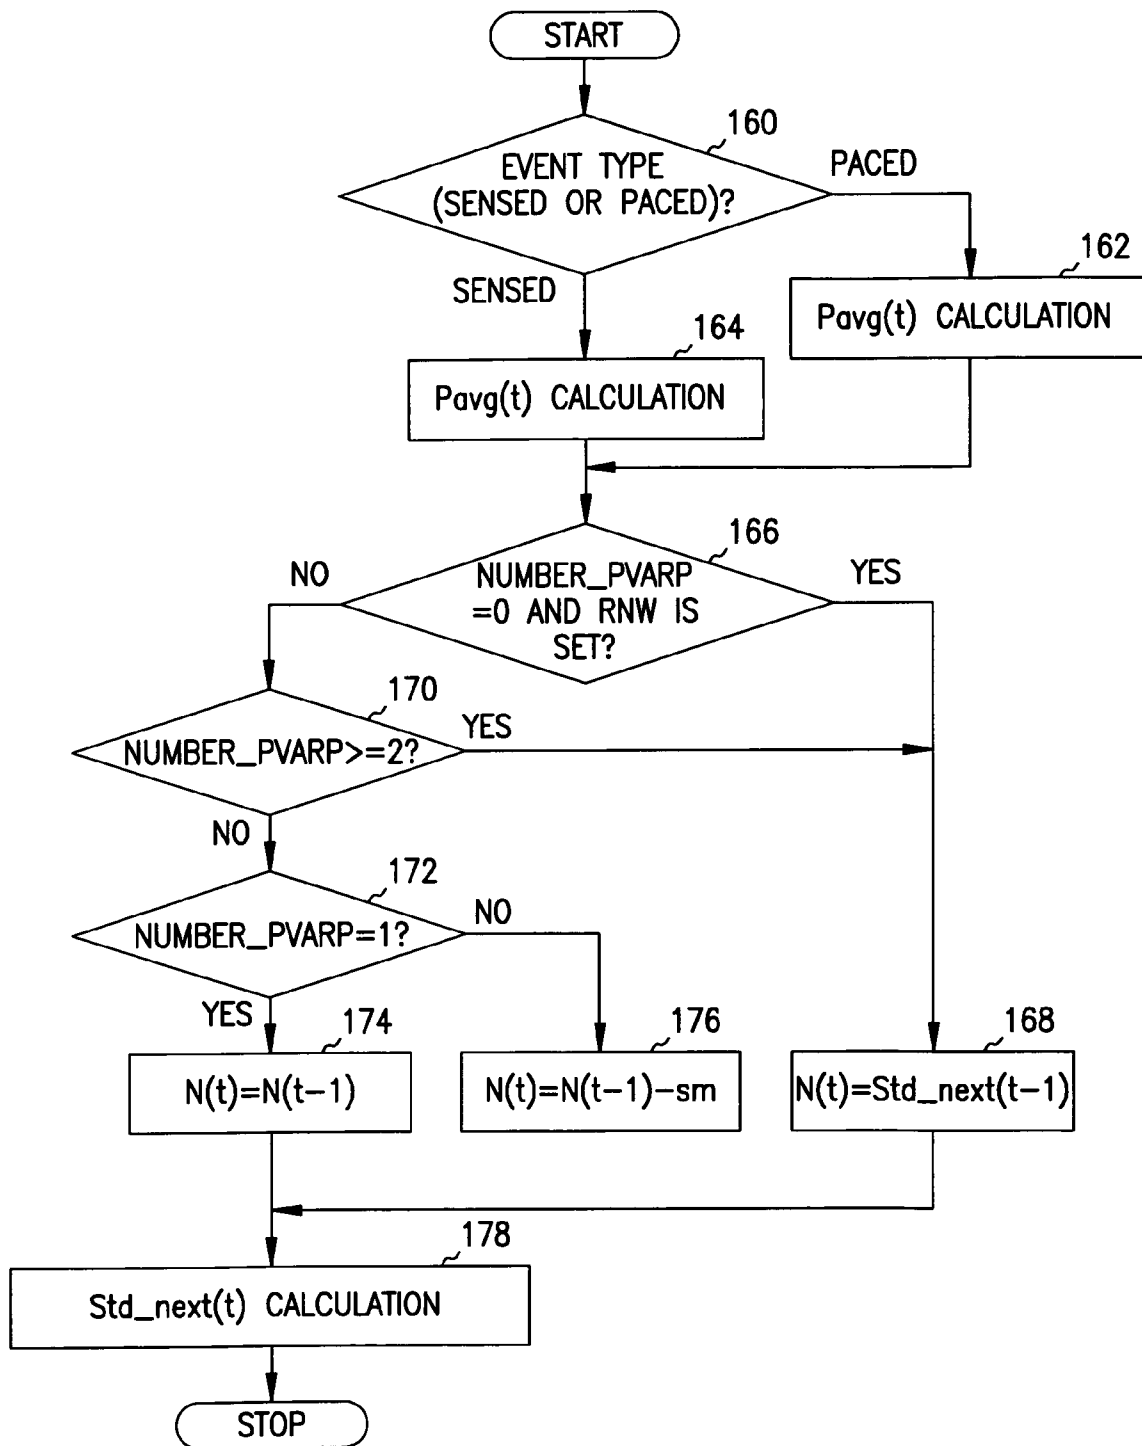 START
160
EVENT TYPE
(SENSED OR PACED)?
PACED
SENSED
162
Pavg(t) CALCULATION
164
Pavg(t) CALCULATION
166
NO
NUMBER_PVARP
=0 AND RNW IS
SET?
YES
170
NUMBER_PVARP>=2?
YES
NO
172
NUMBER_PVARP=1?
NO
YES
174
N(t)=N(t-1)
176
N(t)=N(t-1)-sm
168
N(t)=Std_next(t-1)
178
Std_next(t) CALCULATION
STOP